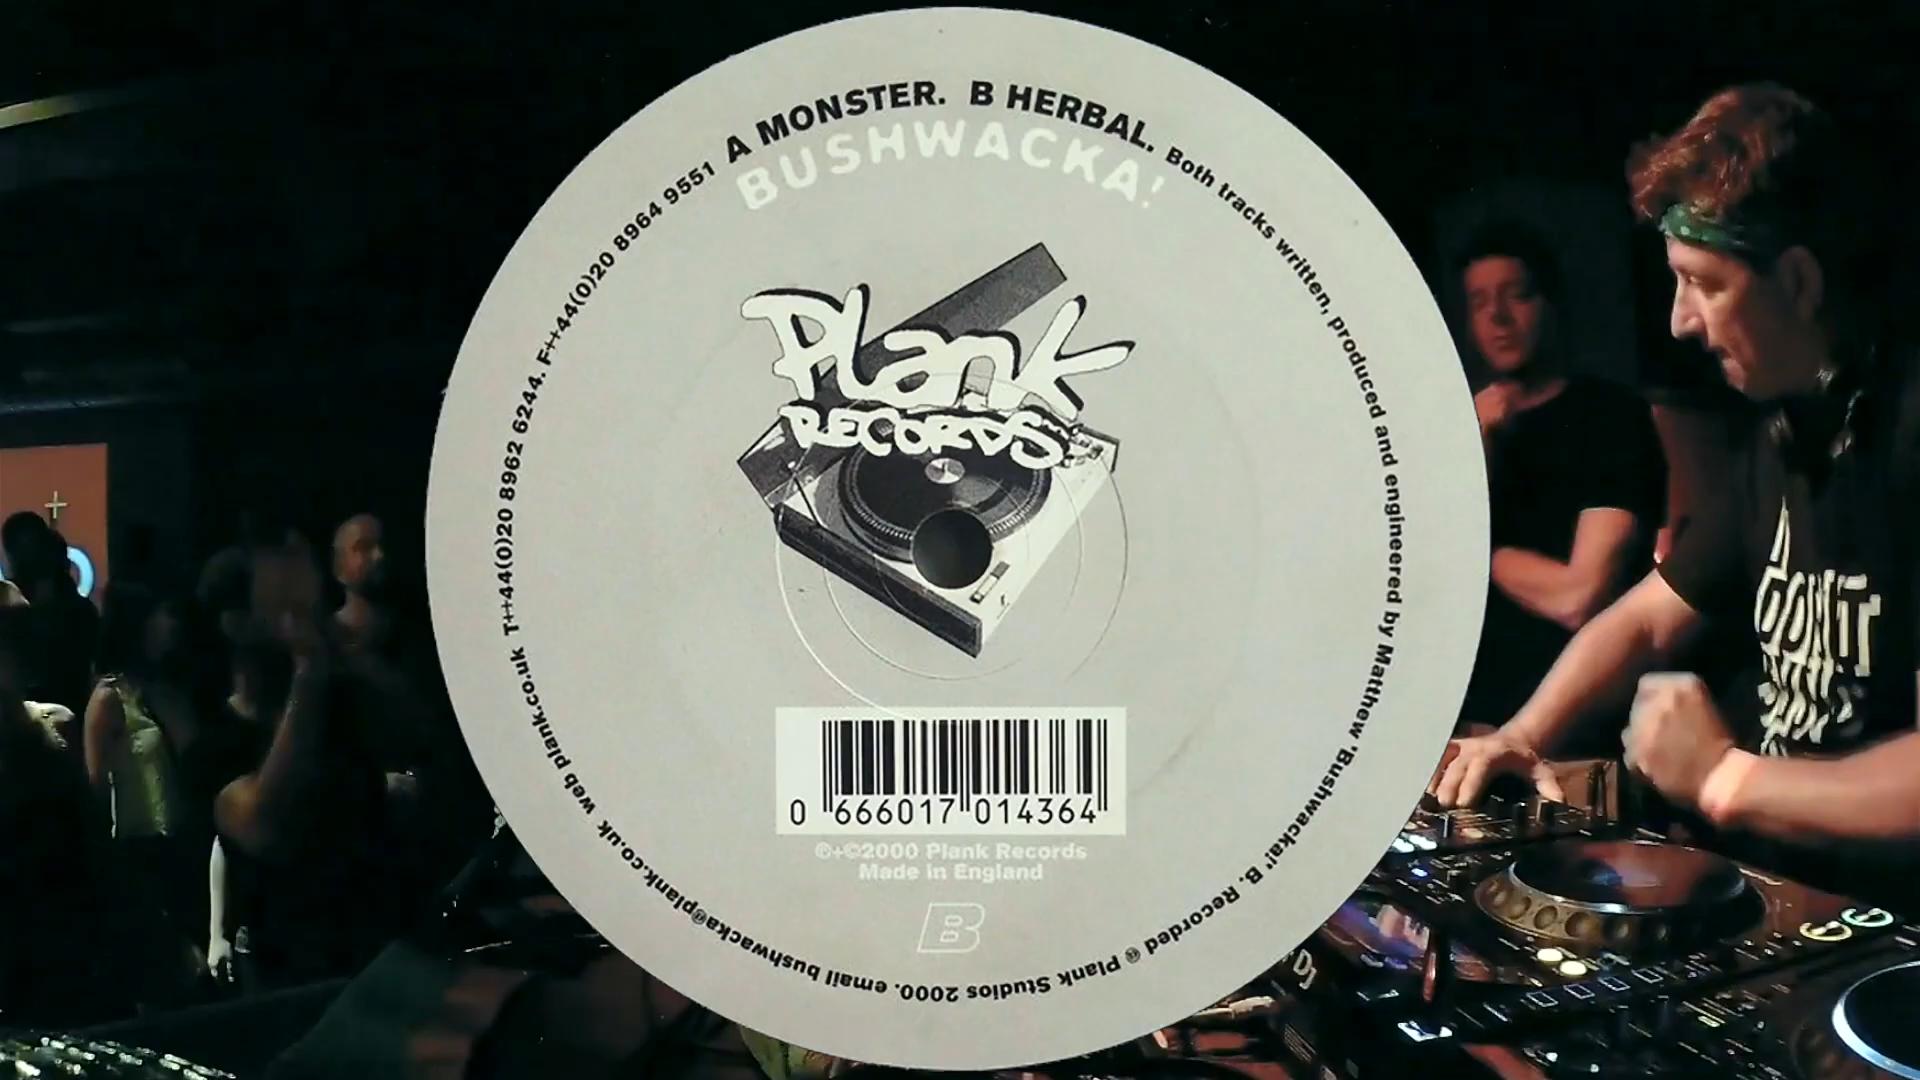 A MONSTER. B HERBAL. Both tracks written, produced and engineered by Matthew 'Bushwacka!' B. Recorded @ Plank Studios 2000. email bushwacka@plank.co.uk web plank.co.uk T++44(0)20 8962 6244. F++44(0)20 8964 9551
BUSHWACKA!
Plank
RECORDS
0 666017 014364
℗+©2000 Plank Records
Made in England
B